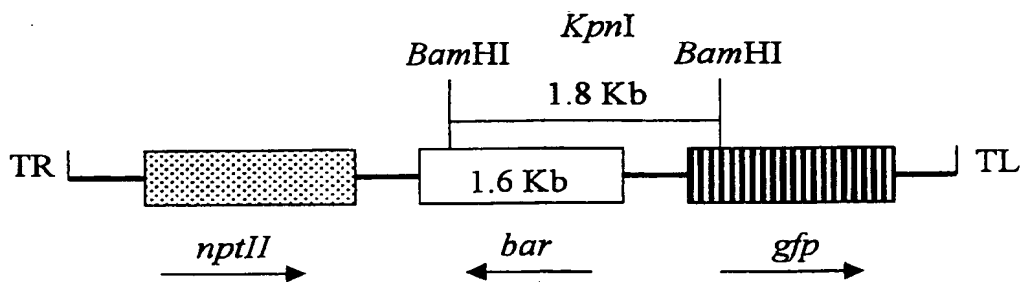 KpnI
BamHI BamHI
1.8 Kb
TR TL
1.6 Kb
nptII bar gfp